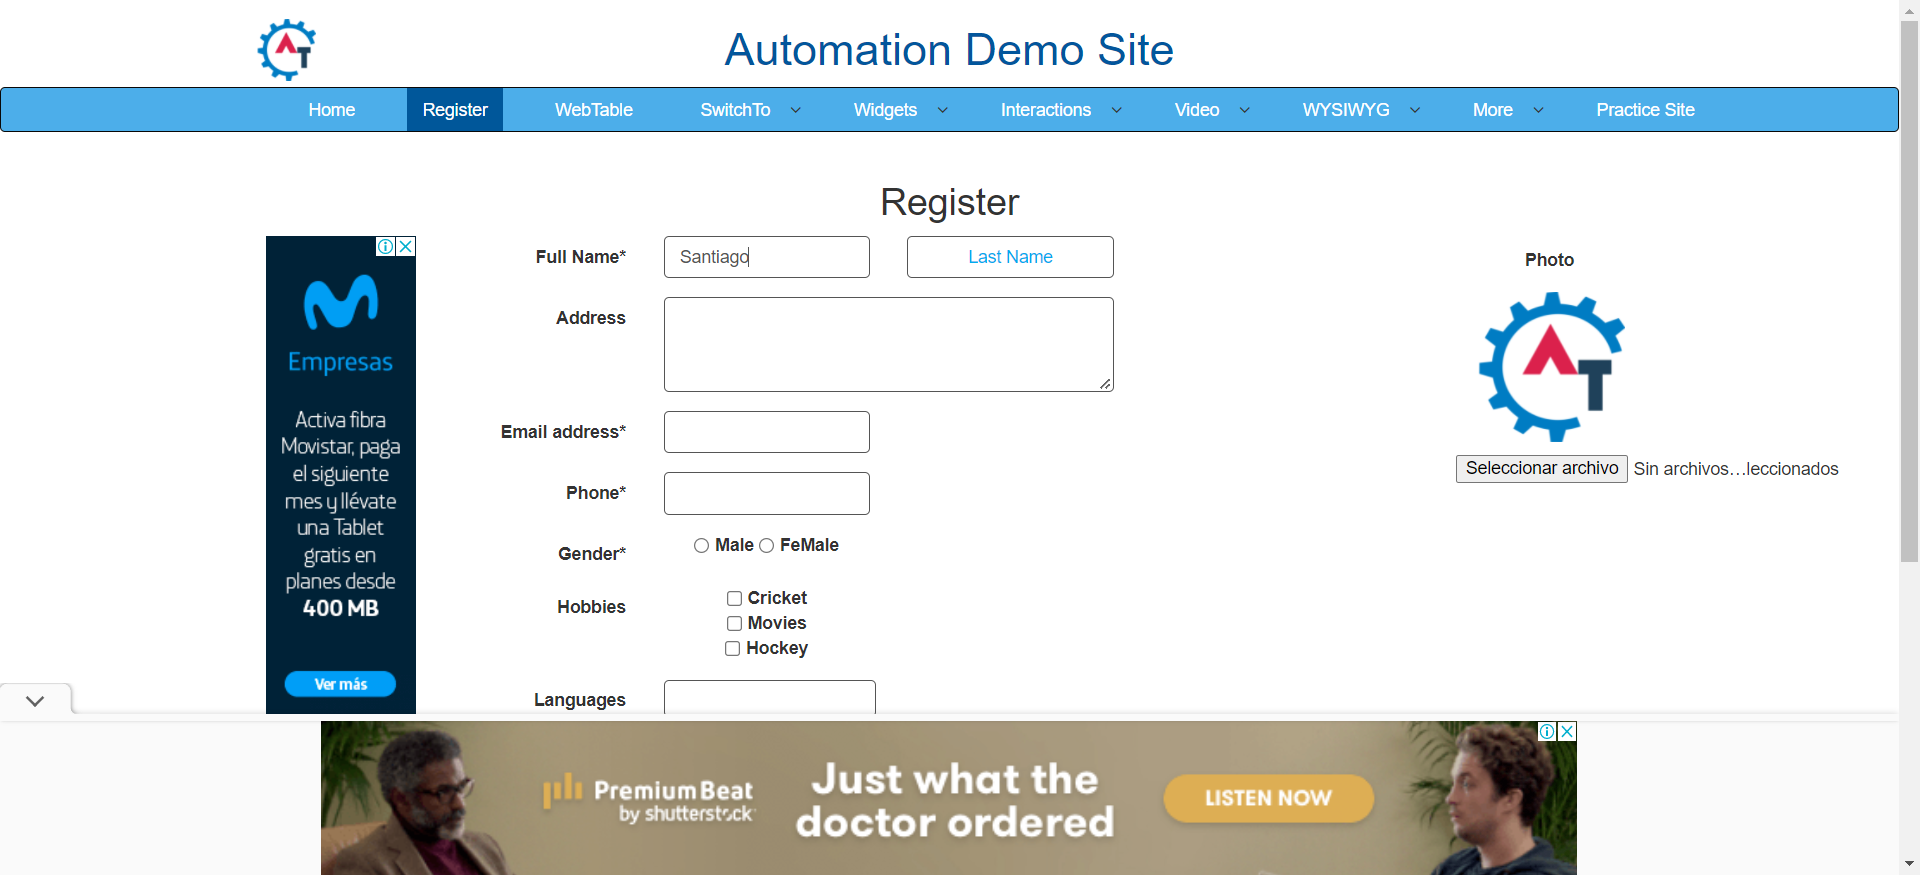 AT
Automation Demo Site
Home Register WebTable SwitchTo Widgets Interactions Video WYSIWYG More Practice Site
Register
Full Name* Santiago Last Name
Photo
Address
AT
Email address*
Seleccionar archivo Sin archivos…leccionados
Phone*
Gender* Male FeMale
Hobbies Cricket
Movies
Hockey
Languages
Empresas
Activa fibra
Movistar, paga
el siguiente
mes y llévate
una Tablet
gratis en
planes desde
400 MB
Ver más
PremiumBeat
by shutterstock
Just what the
doctor ordered
LISTEN NOW